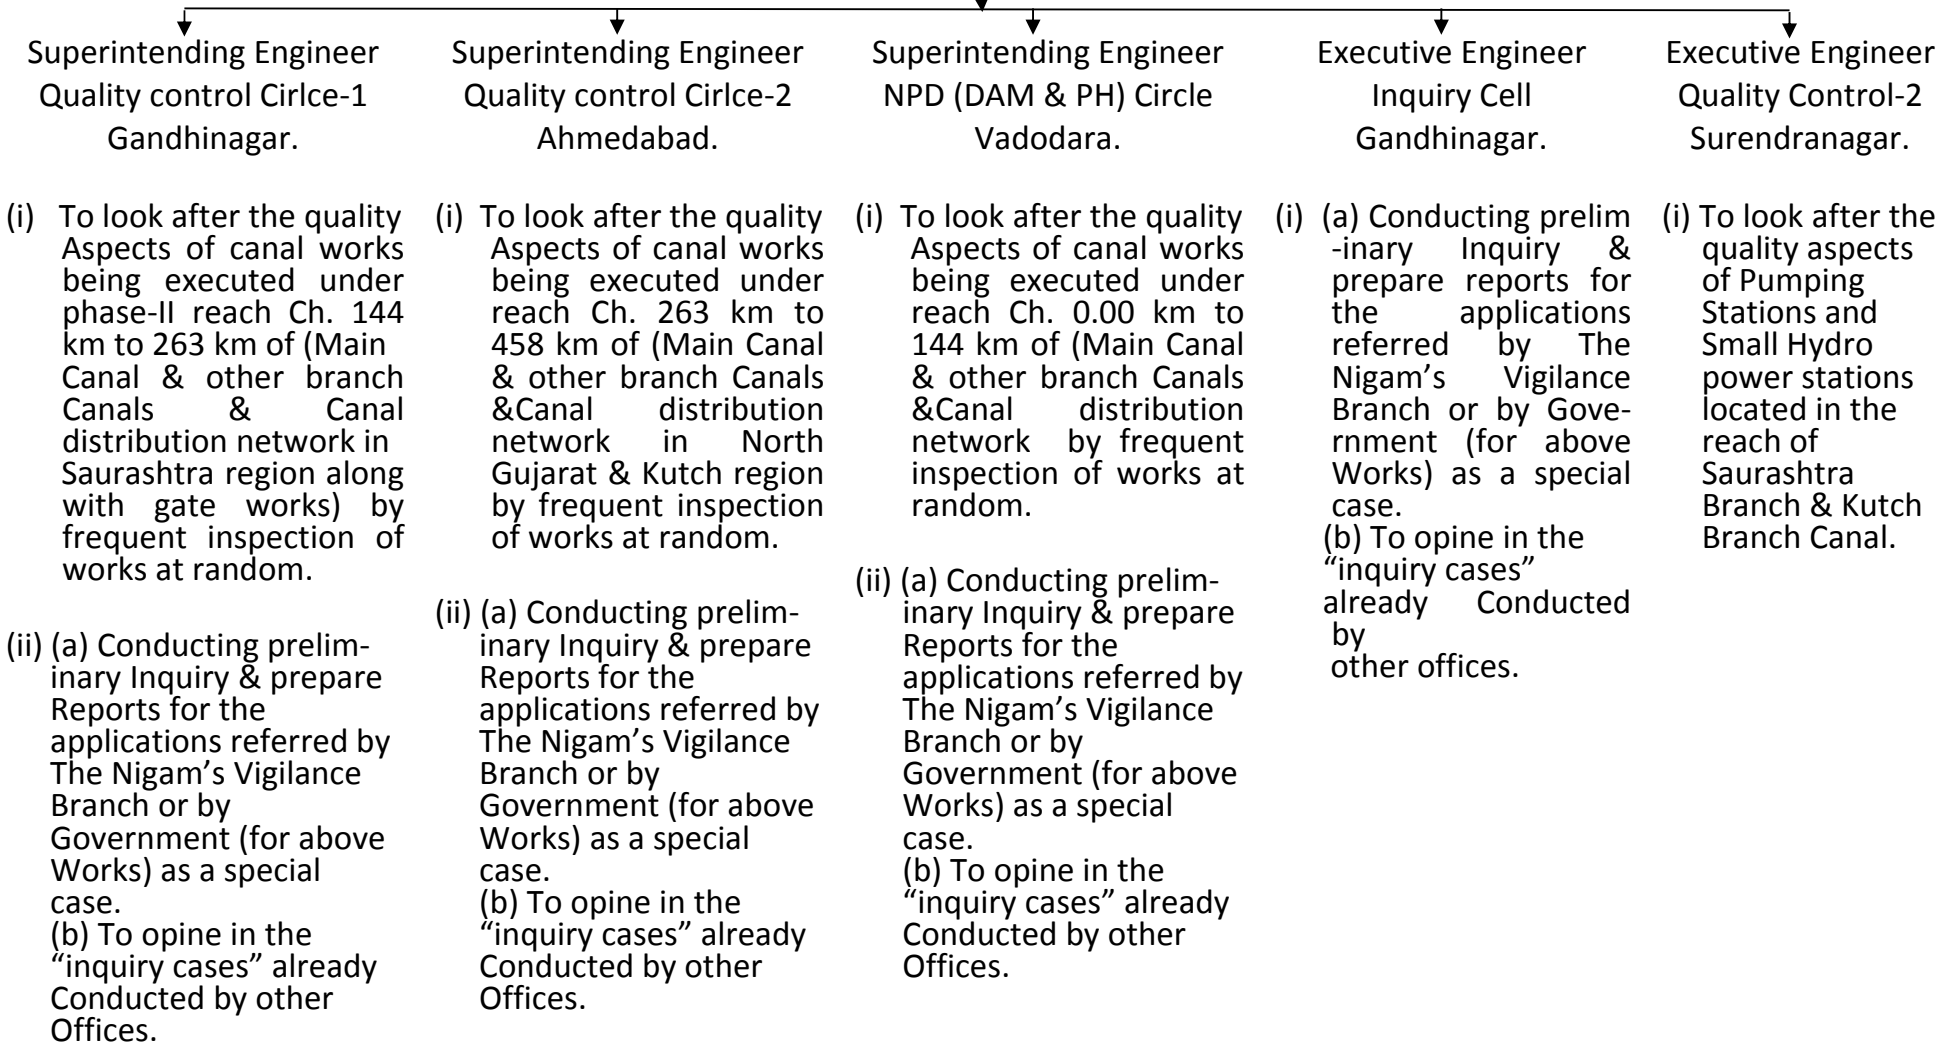 Superintending Engineer
Quality control Cirlce-1
Gandhinagar.
(i) To look after the quality
Aspects of canal works
being executed under
phase-II reach Ch. 144
km to 263 km of (Main
Canal & other branch
Canals & Canal
distribution network in
Saurashtra region along
with gate works) by
frequent inspection of
works at random.
(ii) (a) Conducting prelim-
inary Inquiry & prepare
Reports for the
applications referred by
The Nigam’s Vigilance
Branch or by
Government (for above
Works) as a special
case.
(b) To opine in the
“inquiry cases” already
Conducted by other
Offices.
Superintending Engineer
Quality control Cirlce-2
Ahmedabad.
(i) To look after the quality
Aspects of canal works
being executed under
reach Ch. 263 km to
458 km of (Main Canal
& other branch Canals
&Canal distribution
network in North
Gujarat & Kutch region
by frequent inspection
of works at random.
(ii) (a) Conducting prelim-
inary Inquiry & prepare
Reports for the
applications referred by
The Nigam’s Vigilance
Branch or by
Government (for above
Works) as a special
case.
(b) To opine in the
“inquiry cases” already
Conducted by other
Offices.
Superintending Engineer
NPD (DAM & PH) Circle
Vadodara.
(i) To look after the quality
Aspects of canal works
being executed under
reach Ch. 0.00 km to
144 km of (Main Canal
& other branch Canals
&Canal distribution
network by frequent
inspection of works at
random.
(ii) (a) Conducting prelim-
inary Inquiry & prepare
Reports for the
applications referred by
The Nigam’s Vigilance
Branch or by
Government (for above
Works) as a special
case.
(b) To opine in the
“inquiry cases” already
Conducted by other
Offices.
Executive Engineer
Inquiry Cell
Gandhinagar.
(i) (a) Conducting prelim
-inary Inquiry &
prepare reports for
the applications
referred by The
Nigam’s Vigilance
Branch or by Gove-
rnment (for above
Works) as a special
case.
(b) To opine in the
“inquiry cases”
already Conducted
by
other offices.
Executive Engineer
Quality Control-2
Surendranagar.
(i) To look after the
quality aspects
of Pumping
Stations and
Small Hydro
power stations
located in the
reach of
Saurashtra
Branch & Kutch
Branch Canal.